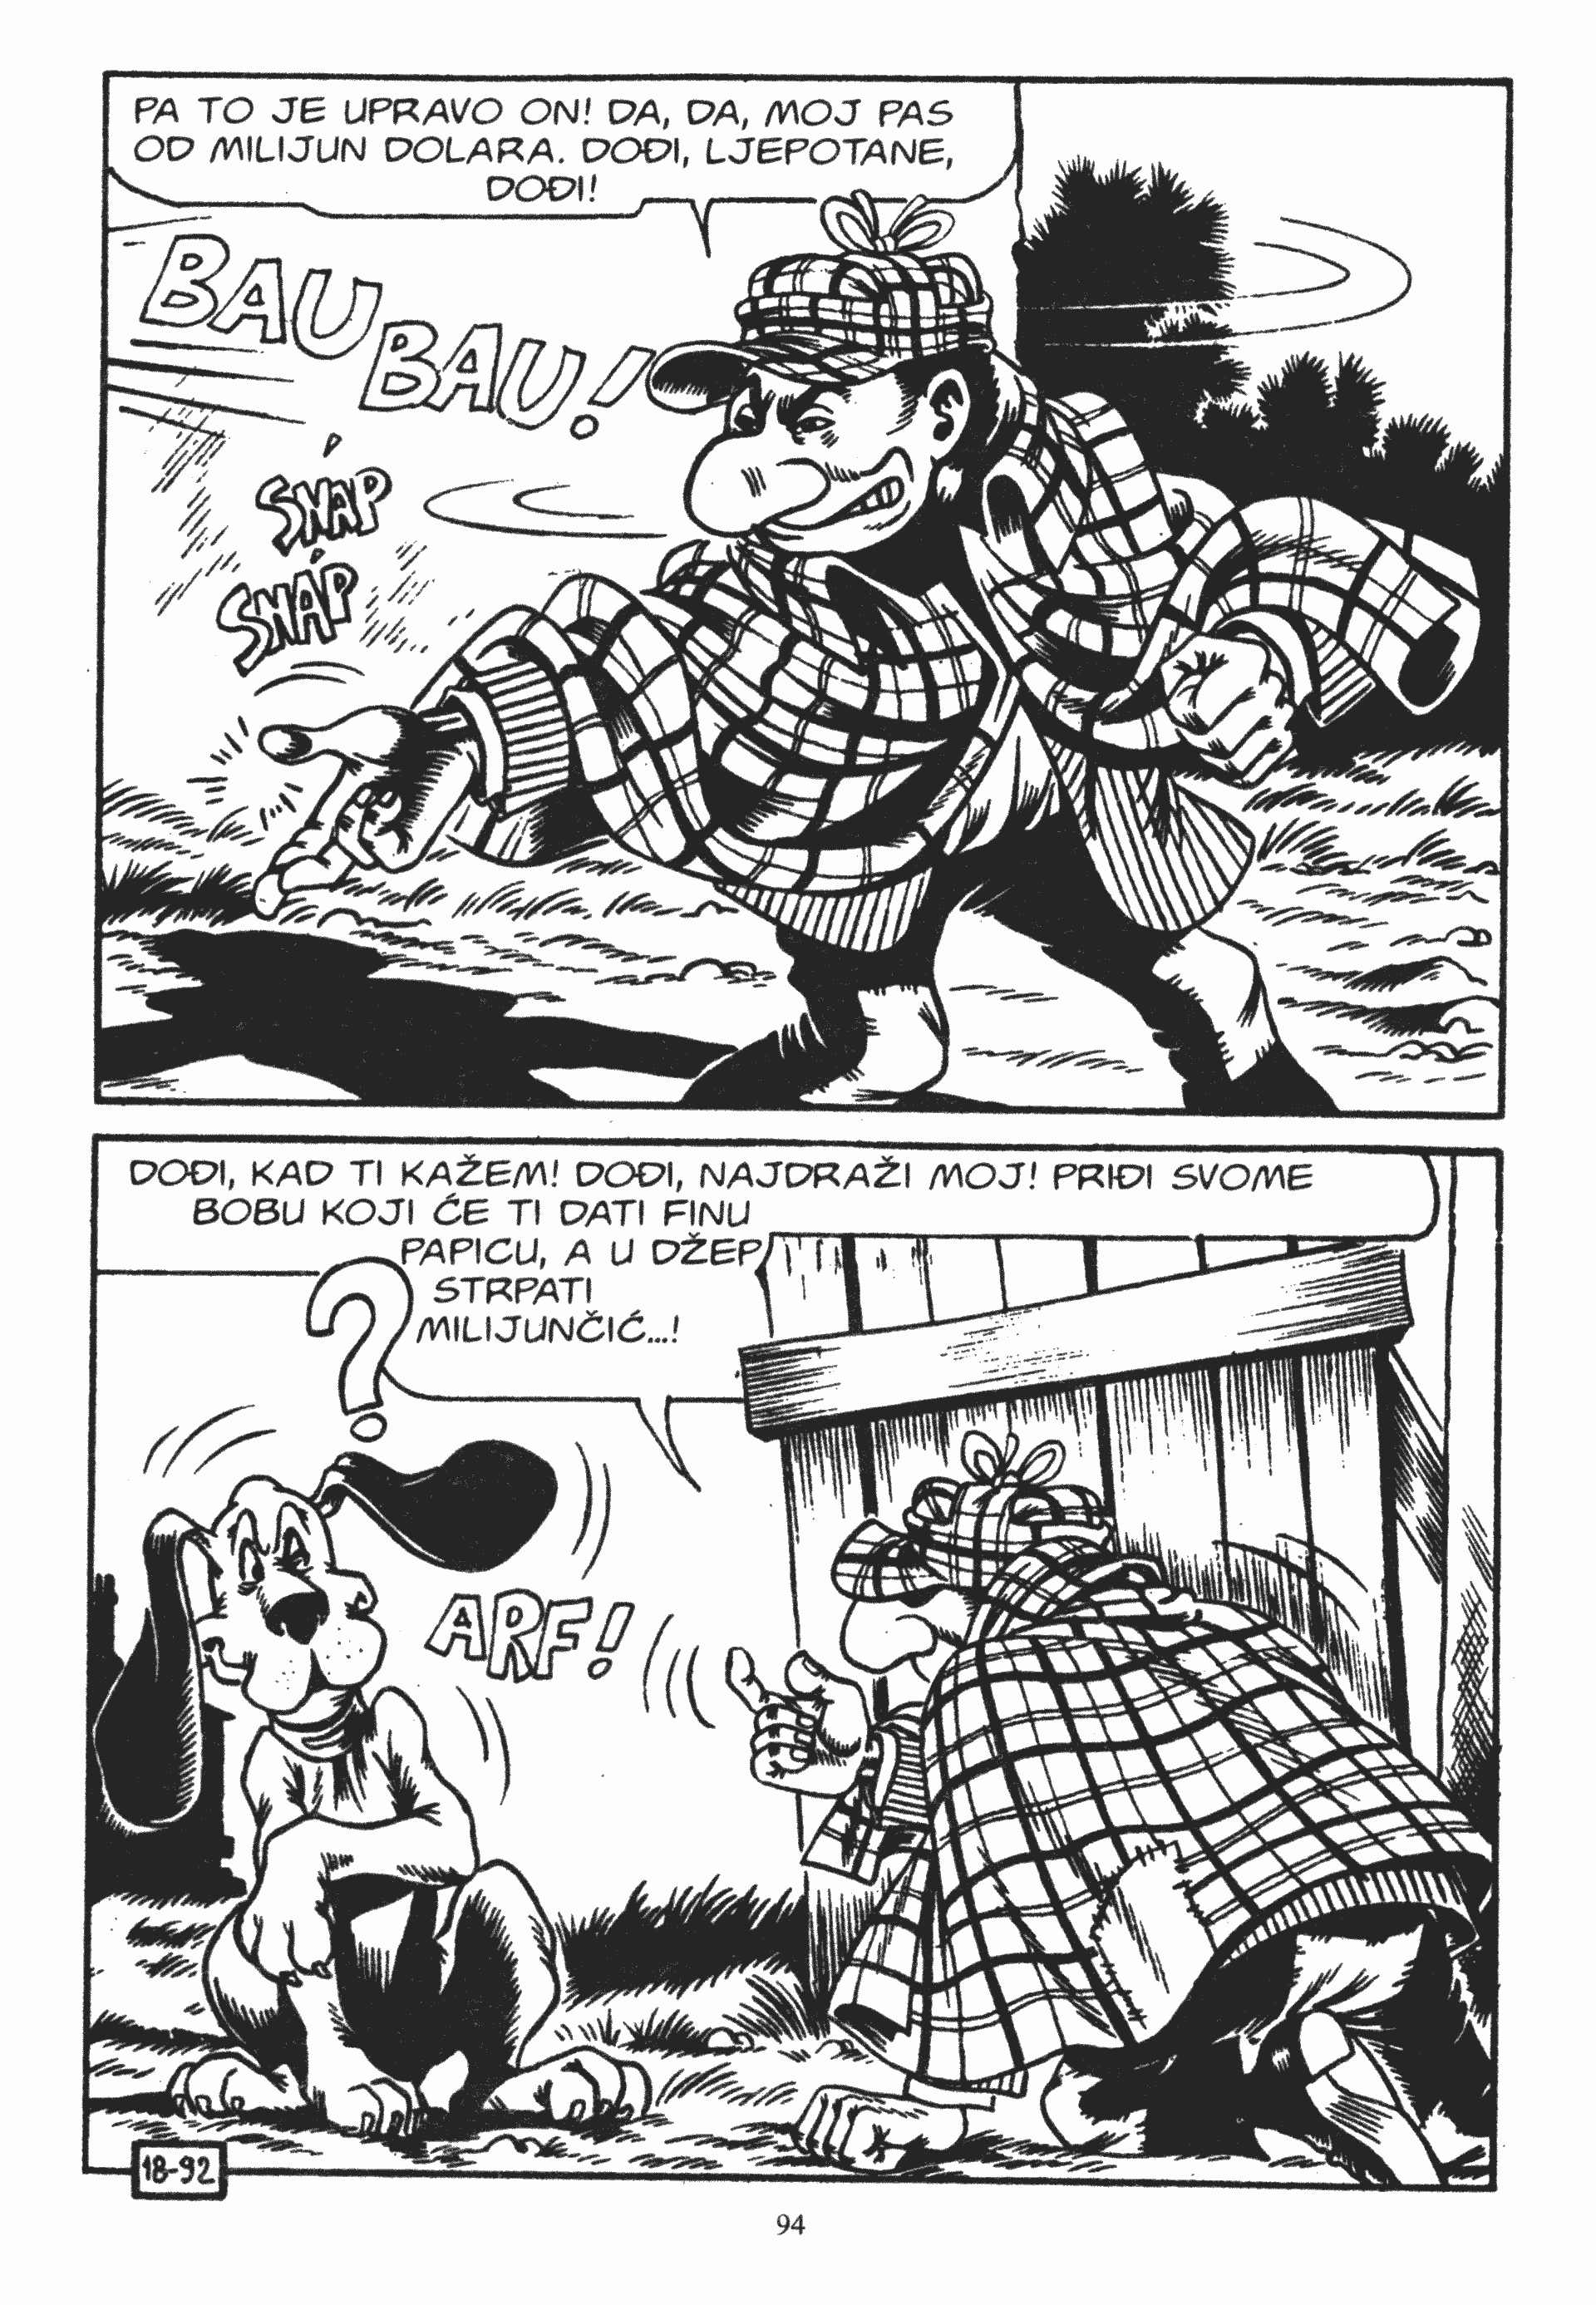 PA TO JE UPRAVO ON! DA, DA, MOJ PAS
OD MILIJUN DOLARA. DOĐI, LJEPOTANE,
DOĐI!
BAU
BAU!
SNAP
SNAP
DOĐI, KAD TI KAŽEM! DOĐI, NAJDRAŽI MOJ! PRIĐI SVOME
BOBU KOJI ĆE TI DATI FINU
PAPICU, A U DŽEP
STRPATI
MILIJUNČIĆ...!
?
ARF!
18-92
94